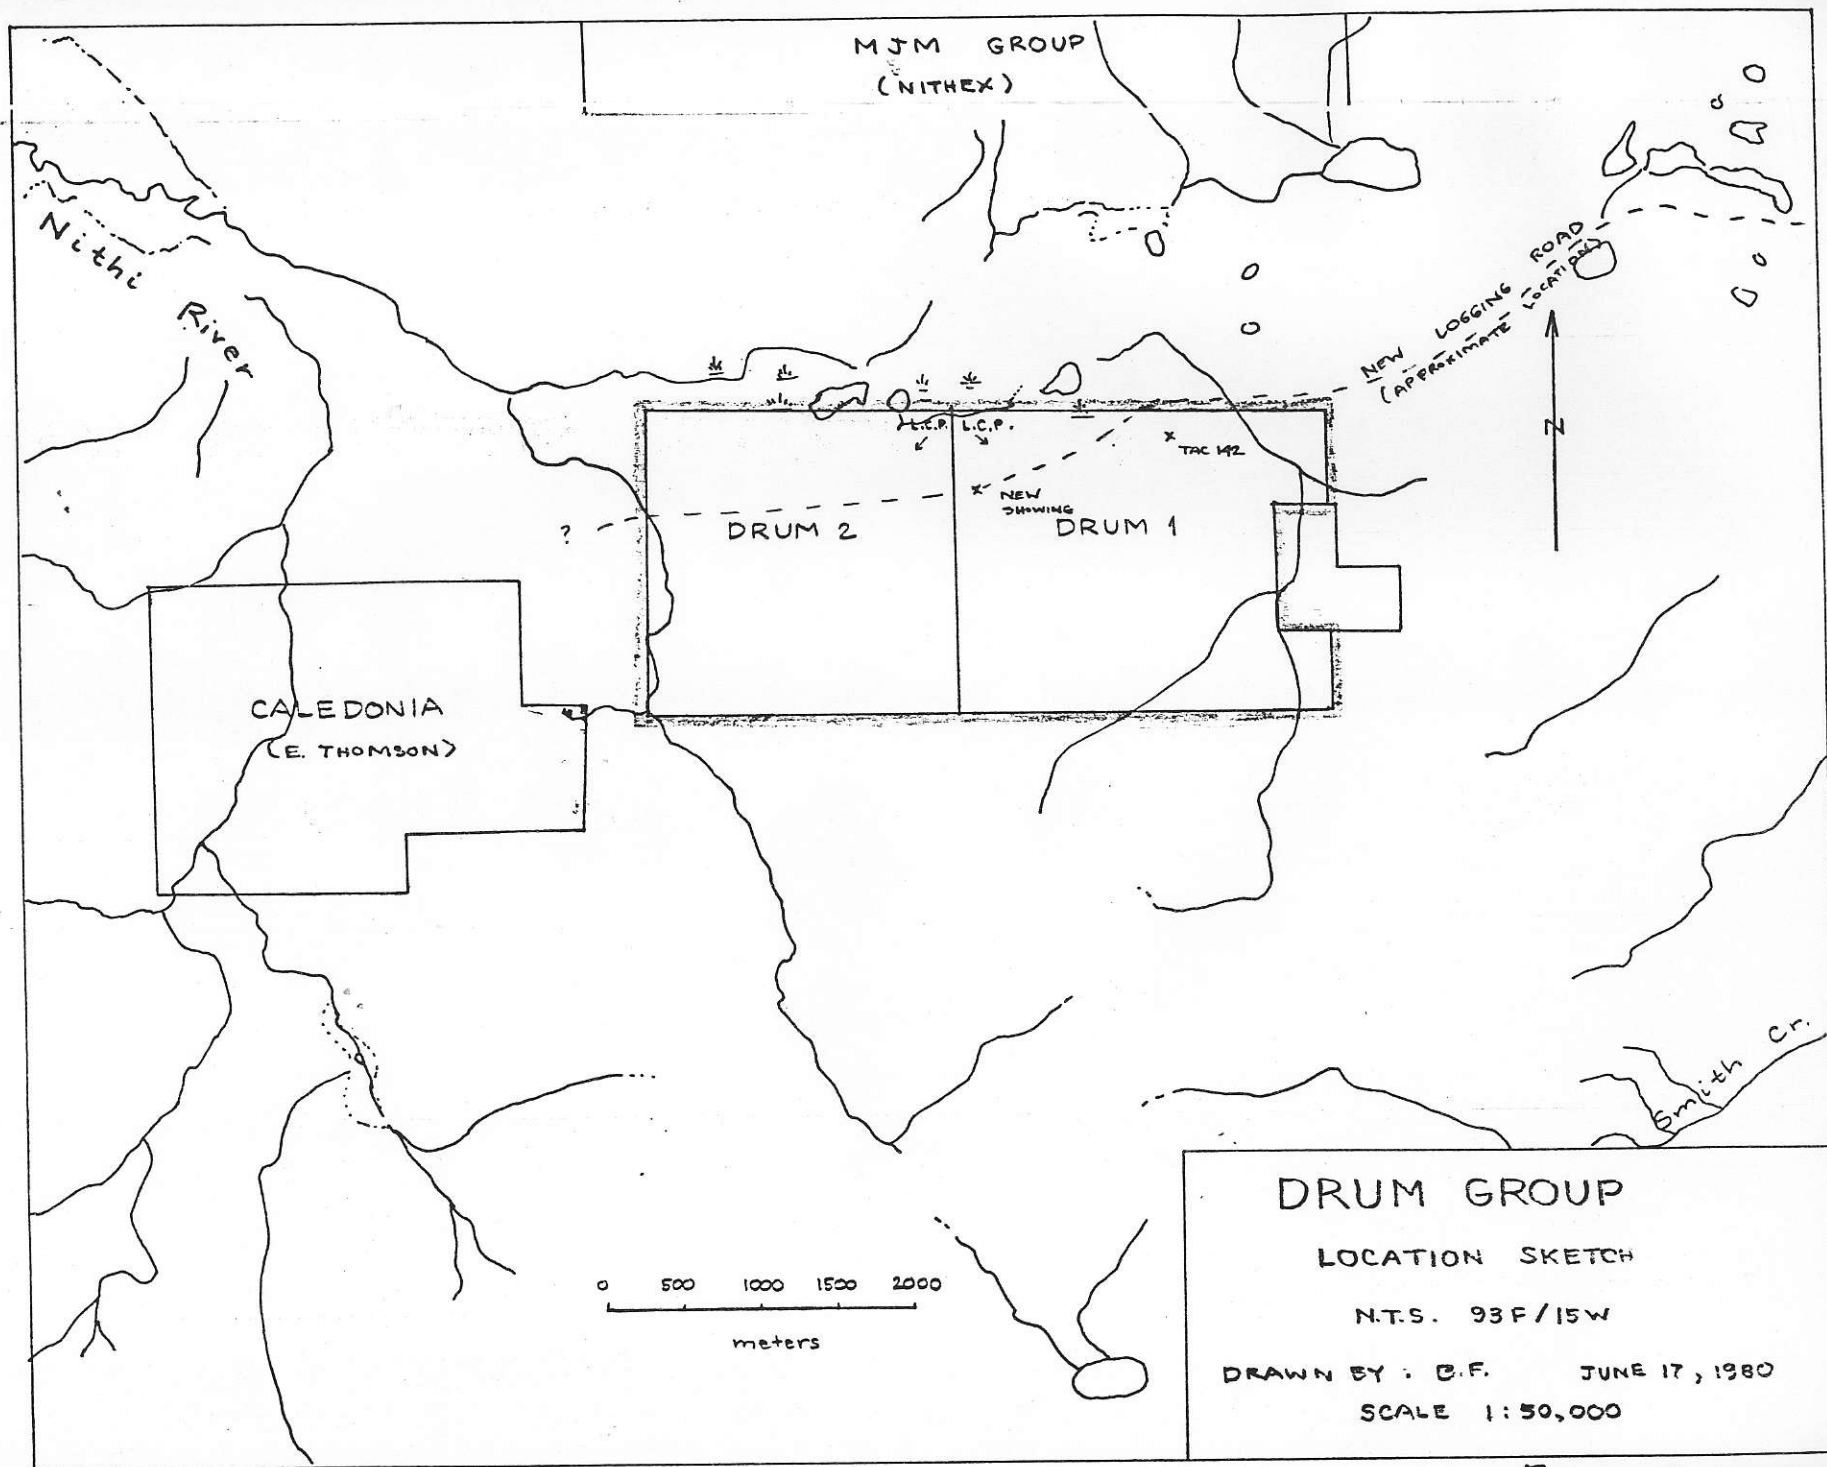 MJM GROUP
(NITHEX)
Nithi
River
NEW LOGGING ROAD
(APPROXIMATE LOCATION)
N
L.C.P. L.C.P.
TAC 142
NEW
SHOWING
?
DRUM 2
DRUM 1
CALEDONIA
(E. THOMSON)
Smith Cr.
0 500 1000 1500 2000
meters
DRUM GROUP
LOCATION SKETCH
N.T.S. 93F/15W
DRAWN BY : B.F. JUNE 17, 1980
SCALE 1:50,000